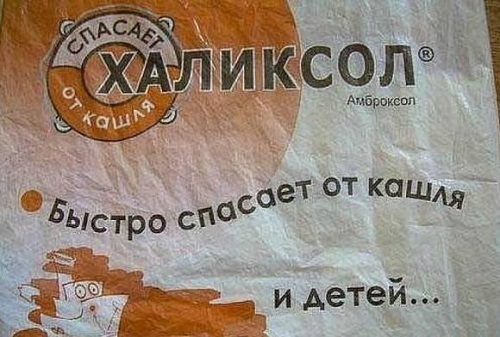 СПАСАЕТ
ОТ КАШЛЯ
ХАЛИКСОЛ®
Амброксол
• Быстро спасает от кашля
и детей...